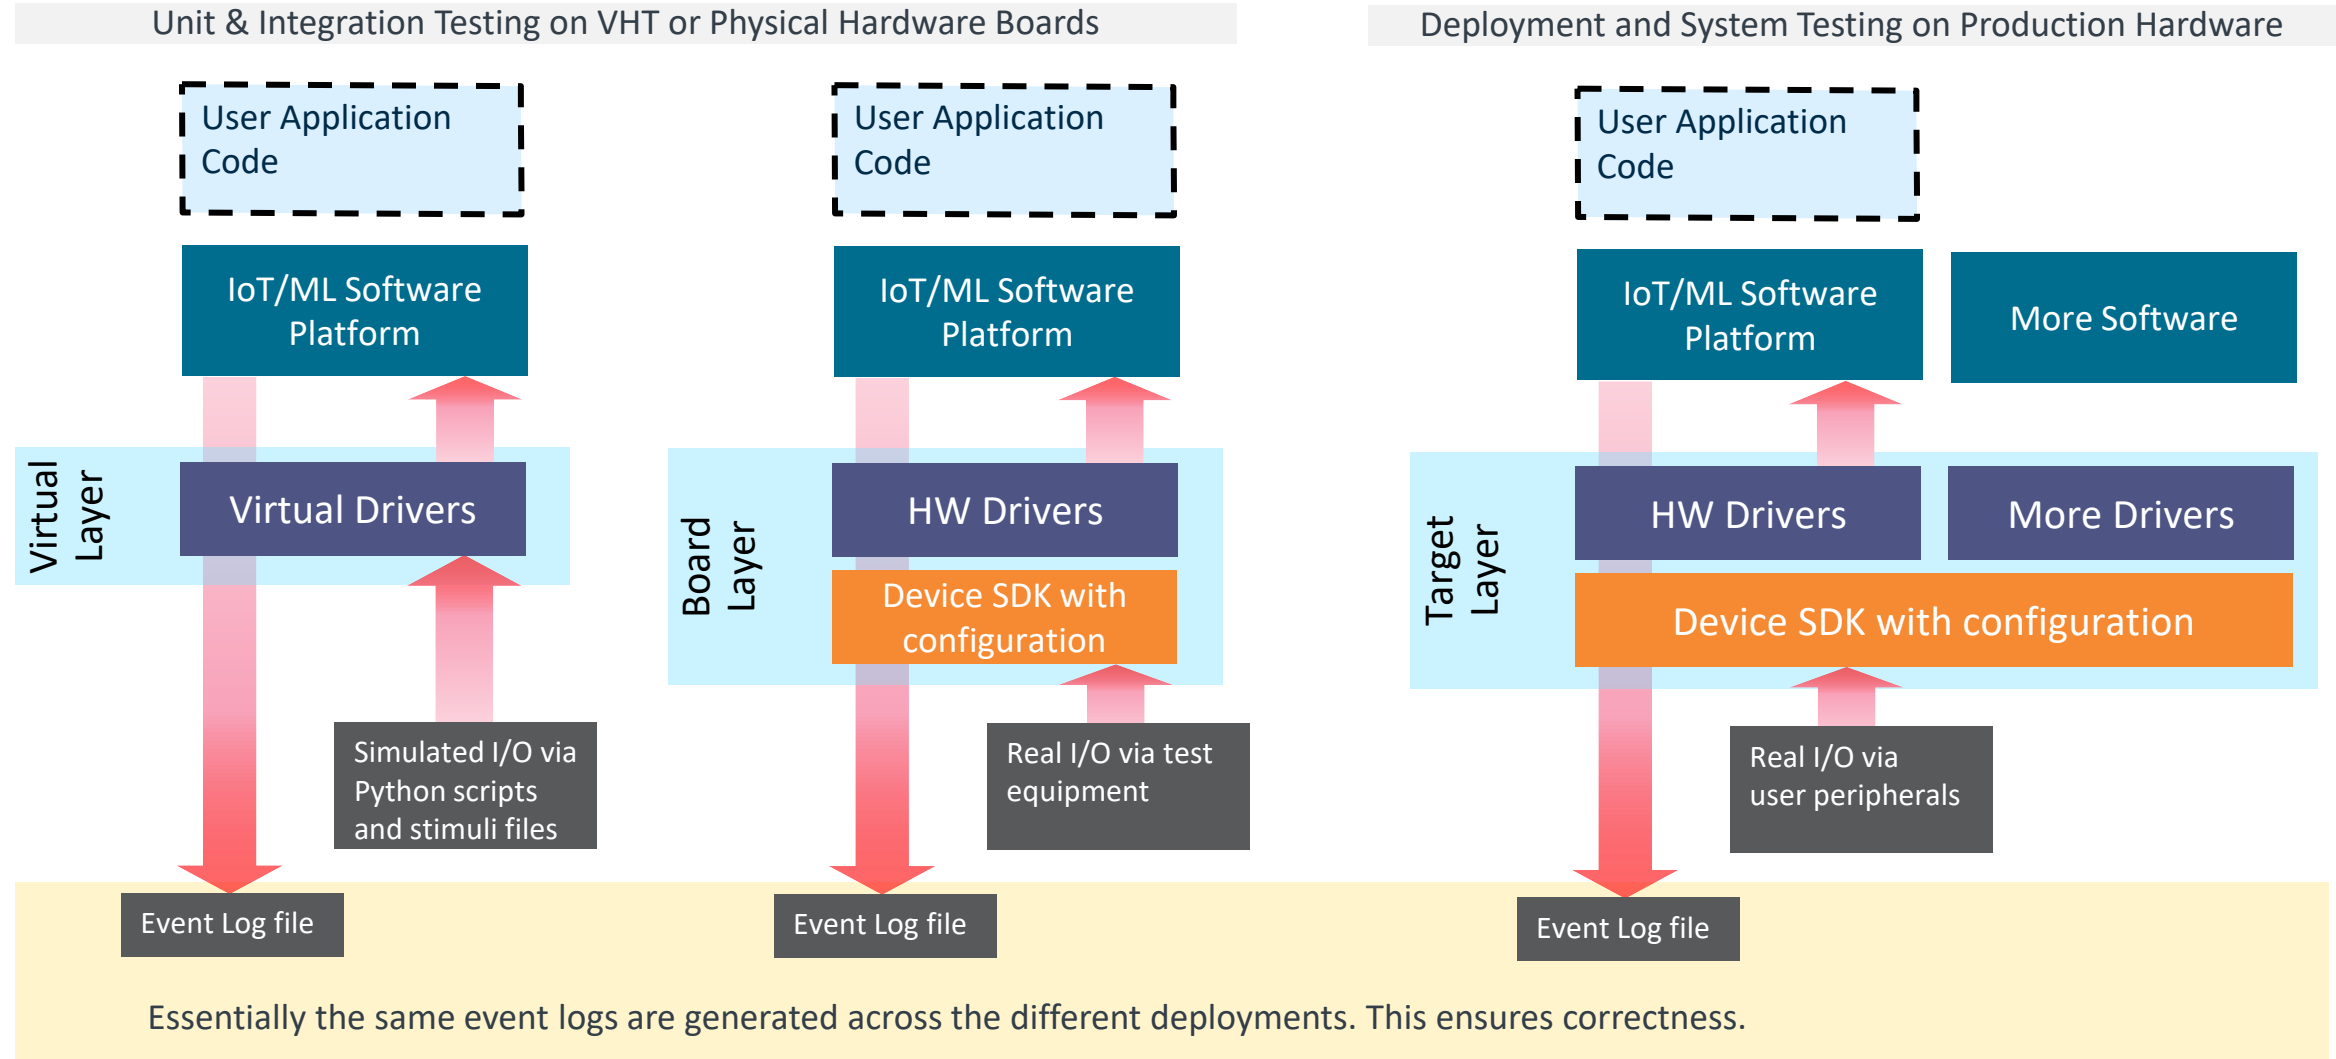 Unit & Integration Testing on VHT or Physical Hardware Boards
Deployment and System Testing on Production Hardware
User Application
Code
IoT/ML Software
Platform
Virtual
Layer
Virtual Drivers
Simulated I/O via
Python scripts
and stimuli files
Event Log file
User Application
Code
IoT/ML Software
Platform
Board
Layer
HW Drivers
Device SDK with
configuration
Real I/O via test
equipment
Event Log file
User Application
Code
IoT/ML Software
Platform
More Software
Target
Layer
HW Drivers
More Drivers
Device SDK with configuration
Real I/O via
user peripherals
Event Log file
Essentially the same event logs are generated across the different deployments. This ensures correctness.